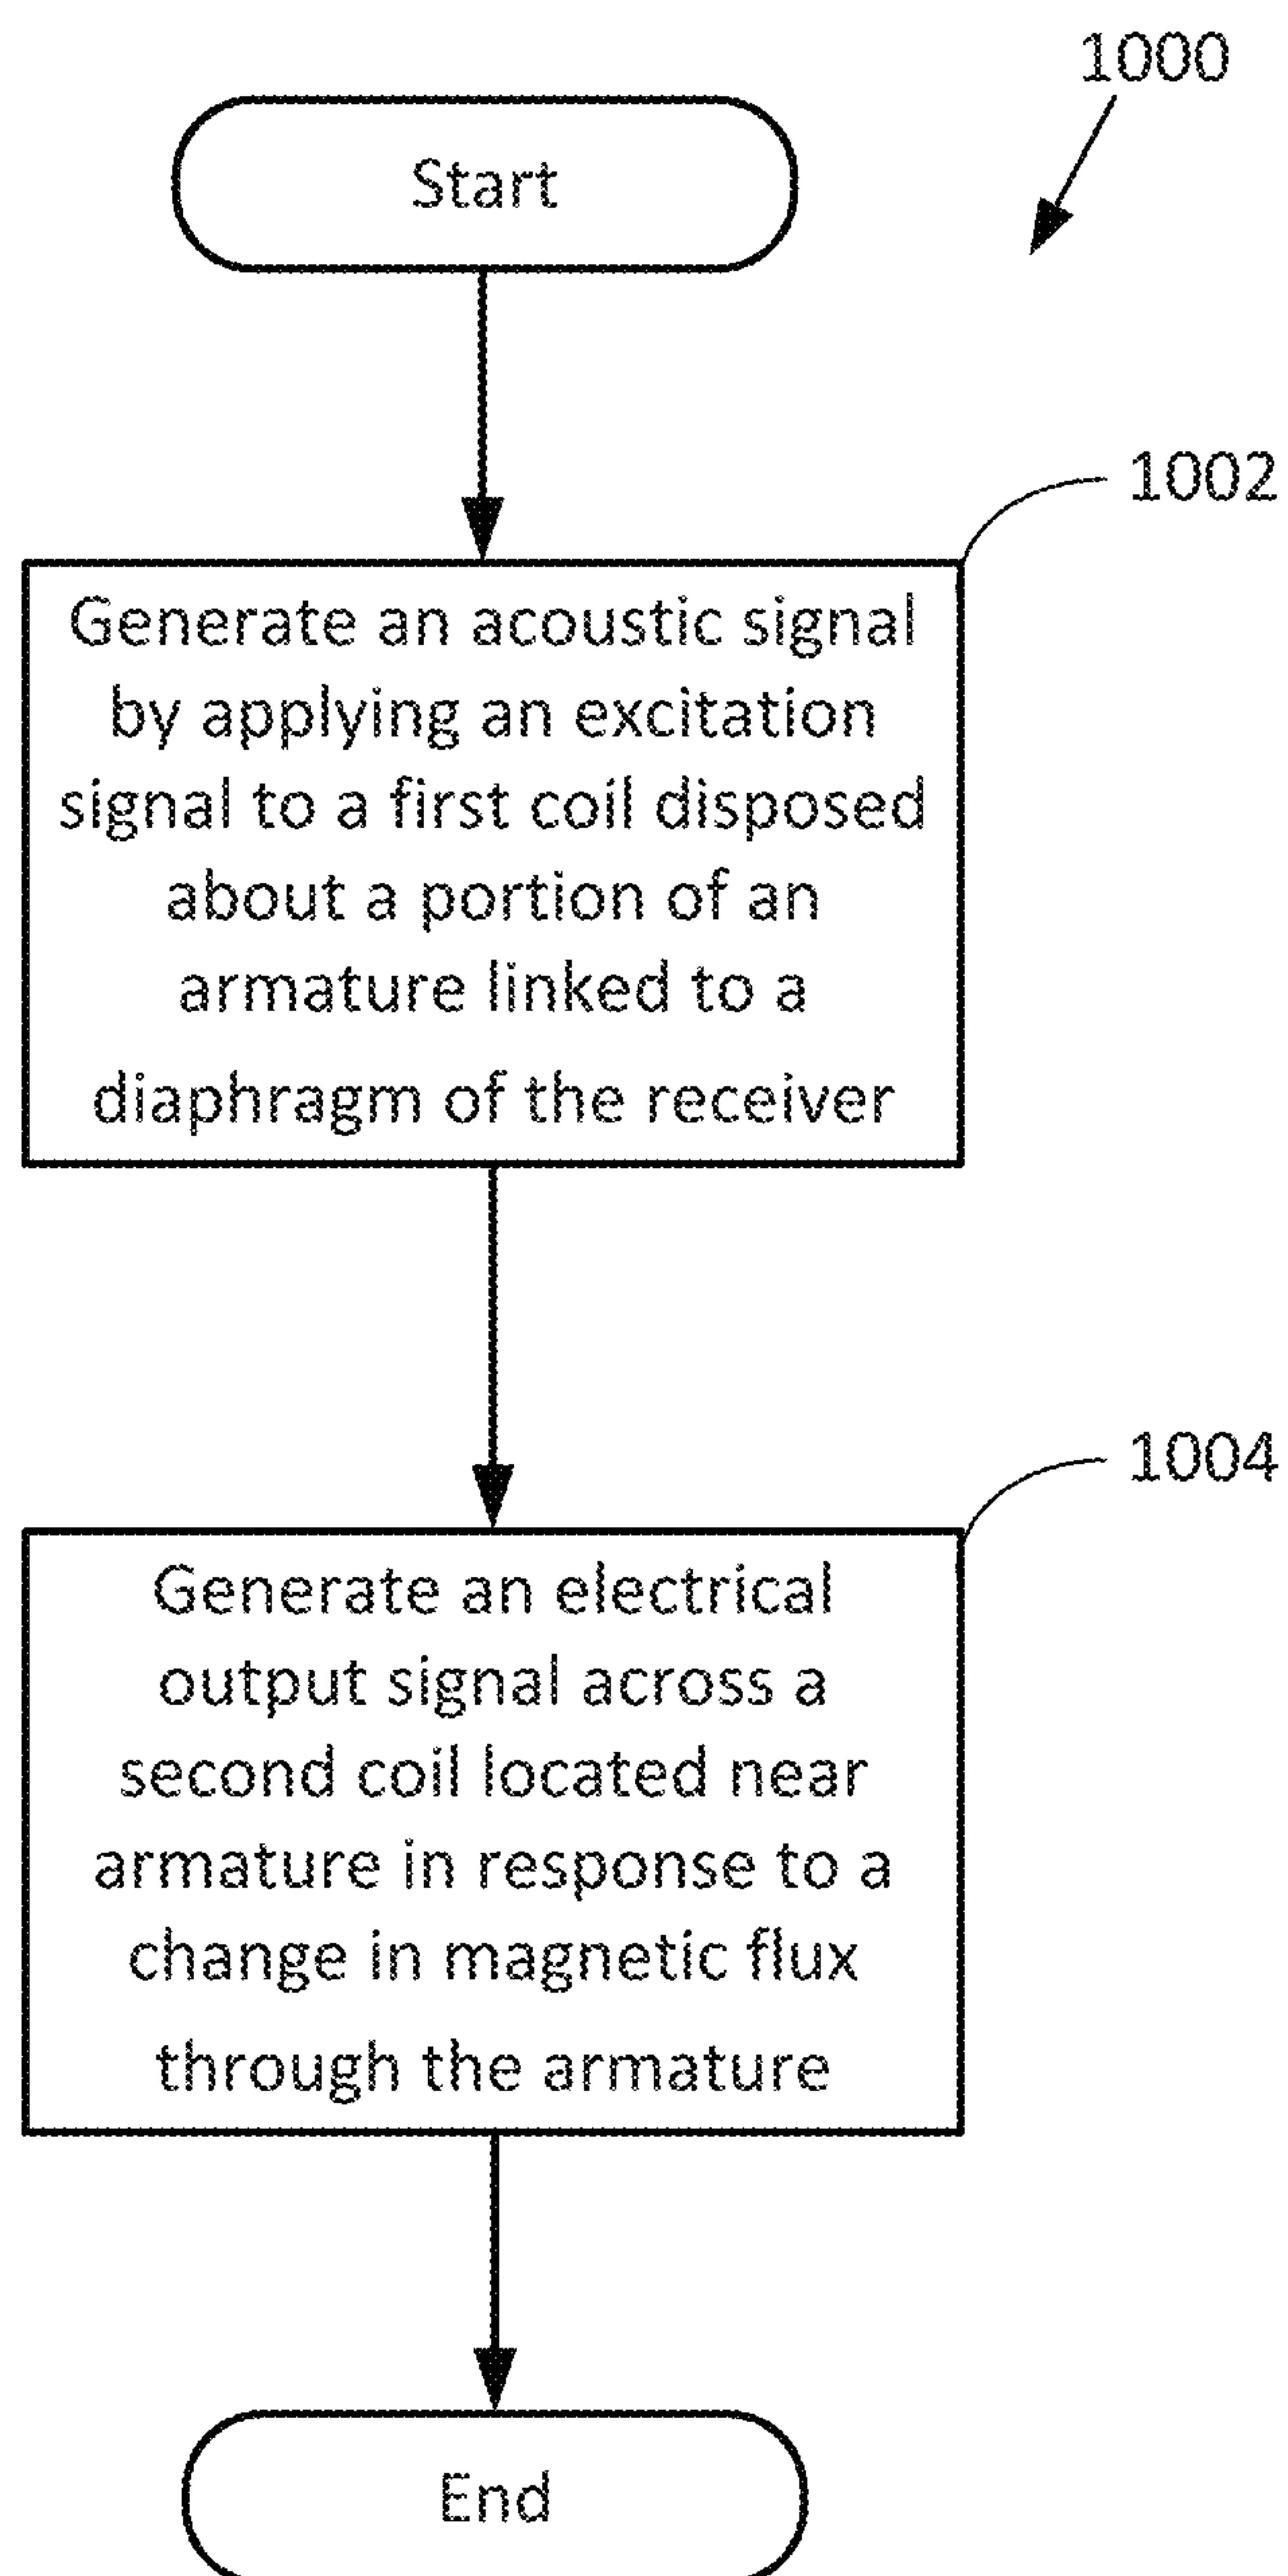 1000
Start
1002
Generate an acoustic signal
by applying an excitation
signal to a first coil disposed
about a portion of an
armature linked to a
diaphragm of the receiver
1004
Generate an electrical
output signal across a
second coil located near
armature in response to a
change in magnetic flux
through the armature
End